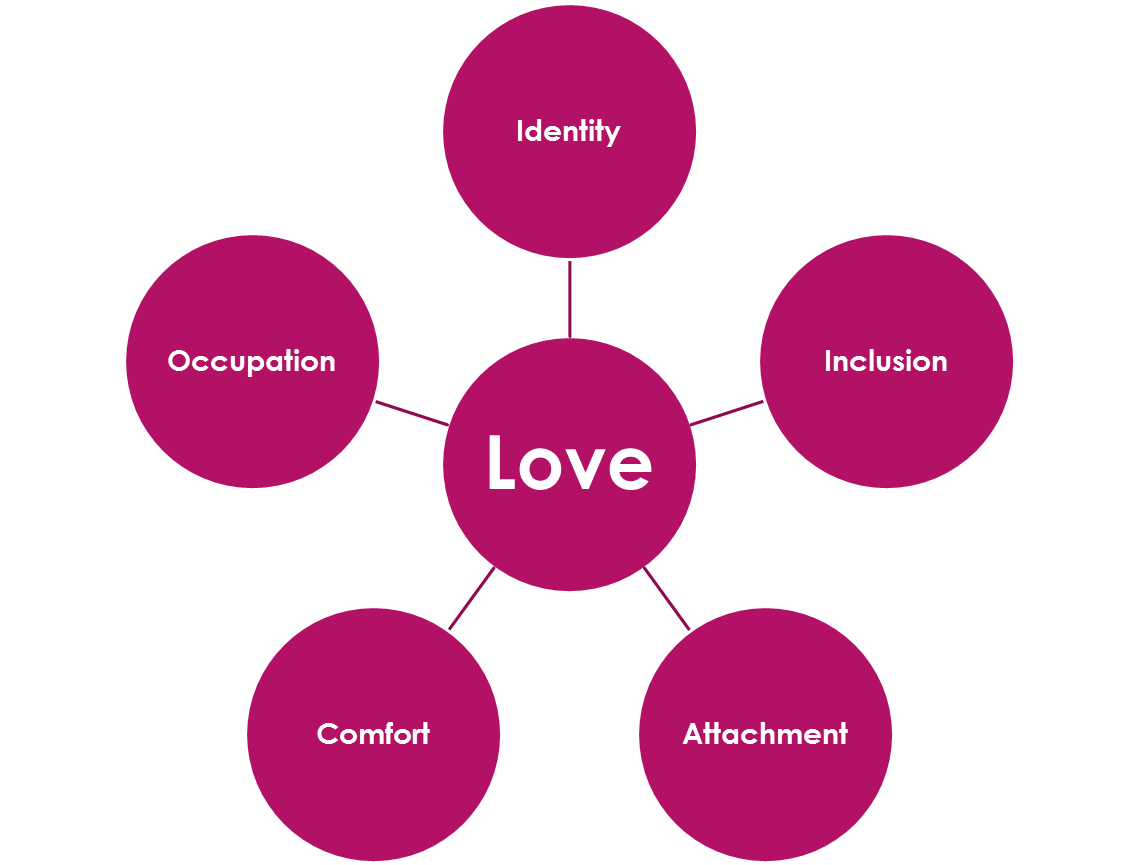 Identity
Occupation
Inclusion
Love
Comfort
Attachment